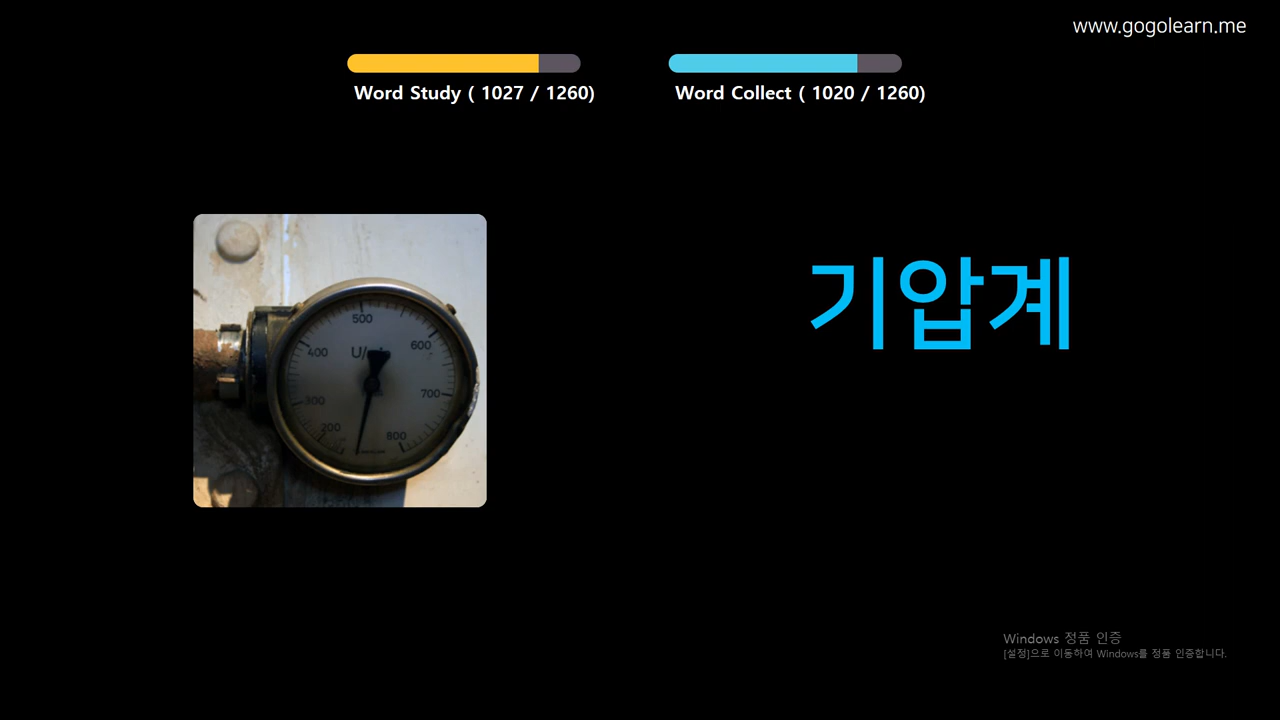 www.gogolearn.me
Word Study ( 1027 / 1260)
Word Collect ( 1020 / 1260)
기압계
500
400
600
300
700
200
800
Windows 정품 인증
[설정]으로 이동하여 Windows를 정품 인증합니다.